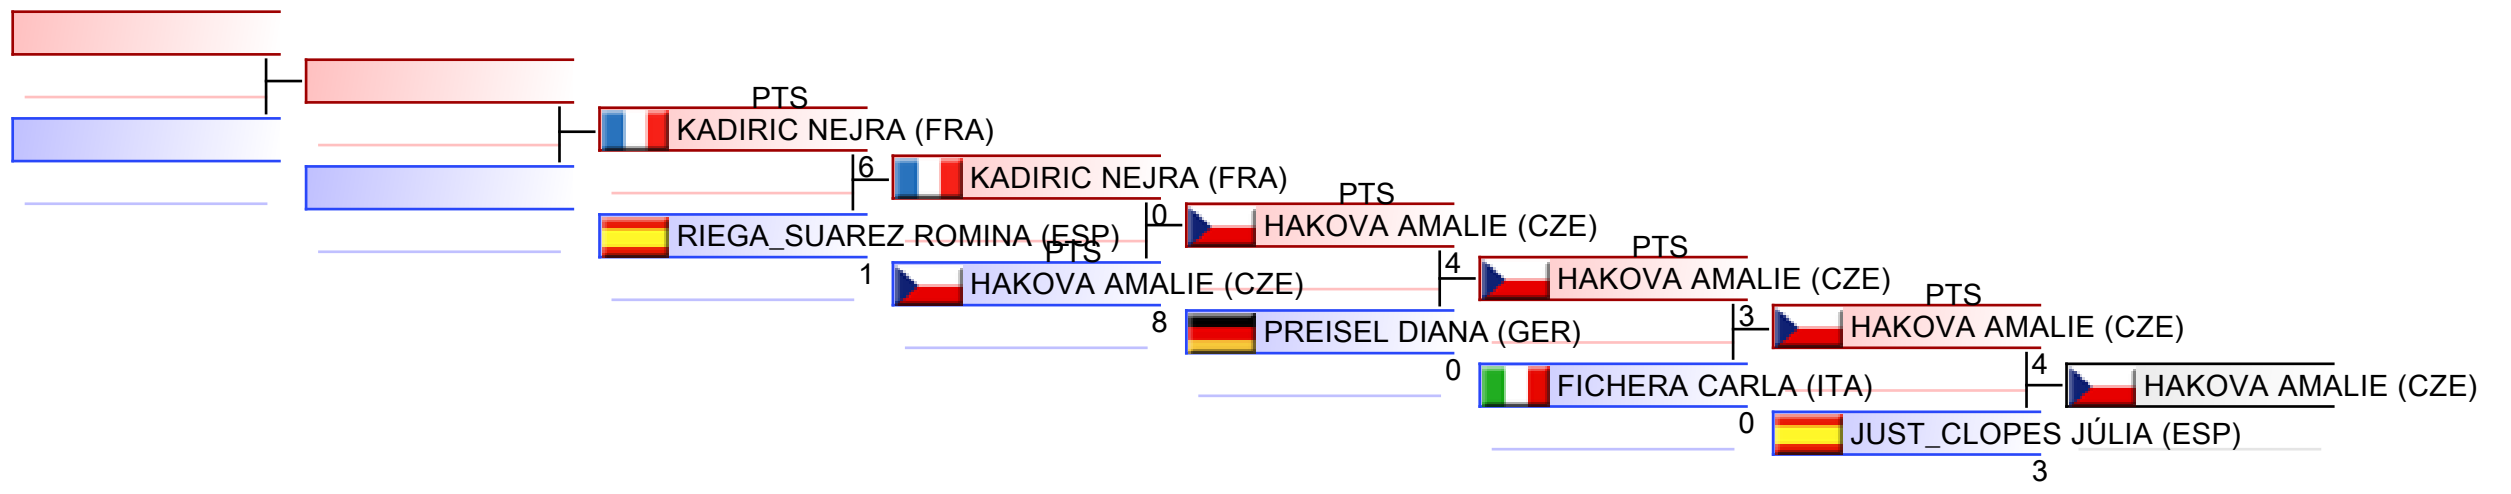 PTS
KADIRIC NEJRA (FRA)
6
RIEGA_SUAREZ ROMINA (ESP)
1
KADIRIC NEJRA (FRA)
0
PTS
HAKOVA AMALIE (CZE)
8
PTS
HAKOVA AMALIE (CZE)
4
PREISEL DIANA (GER)
0
PTS
HAKOVA AMALIE (CZE)
3
FICHERA CARLA (ITA)
0
PTS
HAKOVA AMALIE (CZE)
4
JUST_CLOPES JÚLIA (ESP)
3
HAKOVA AMALIE (CZE)